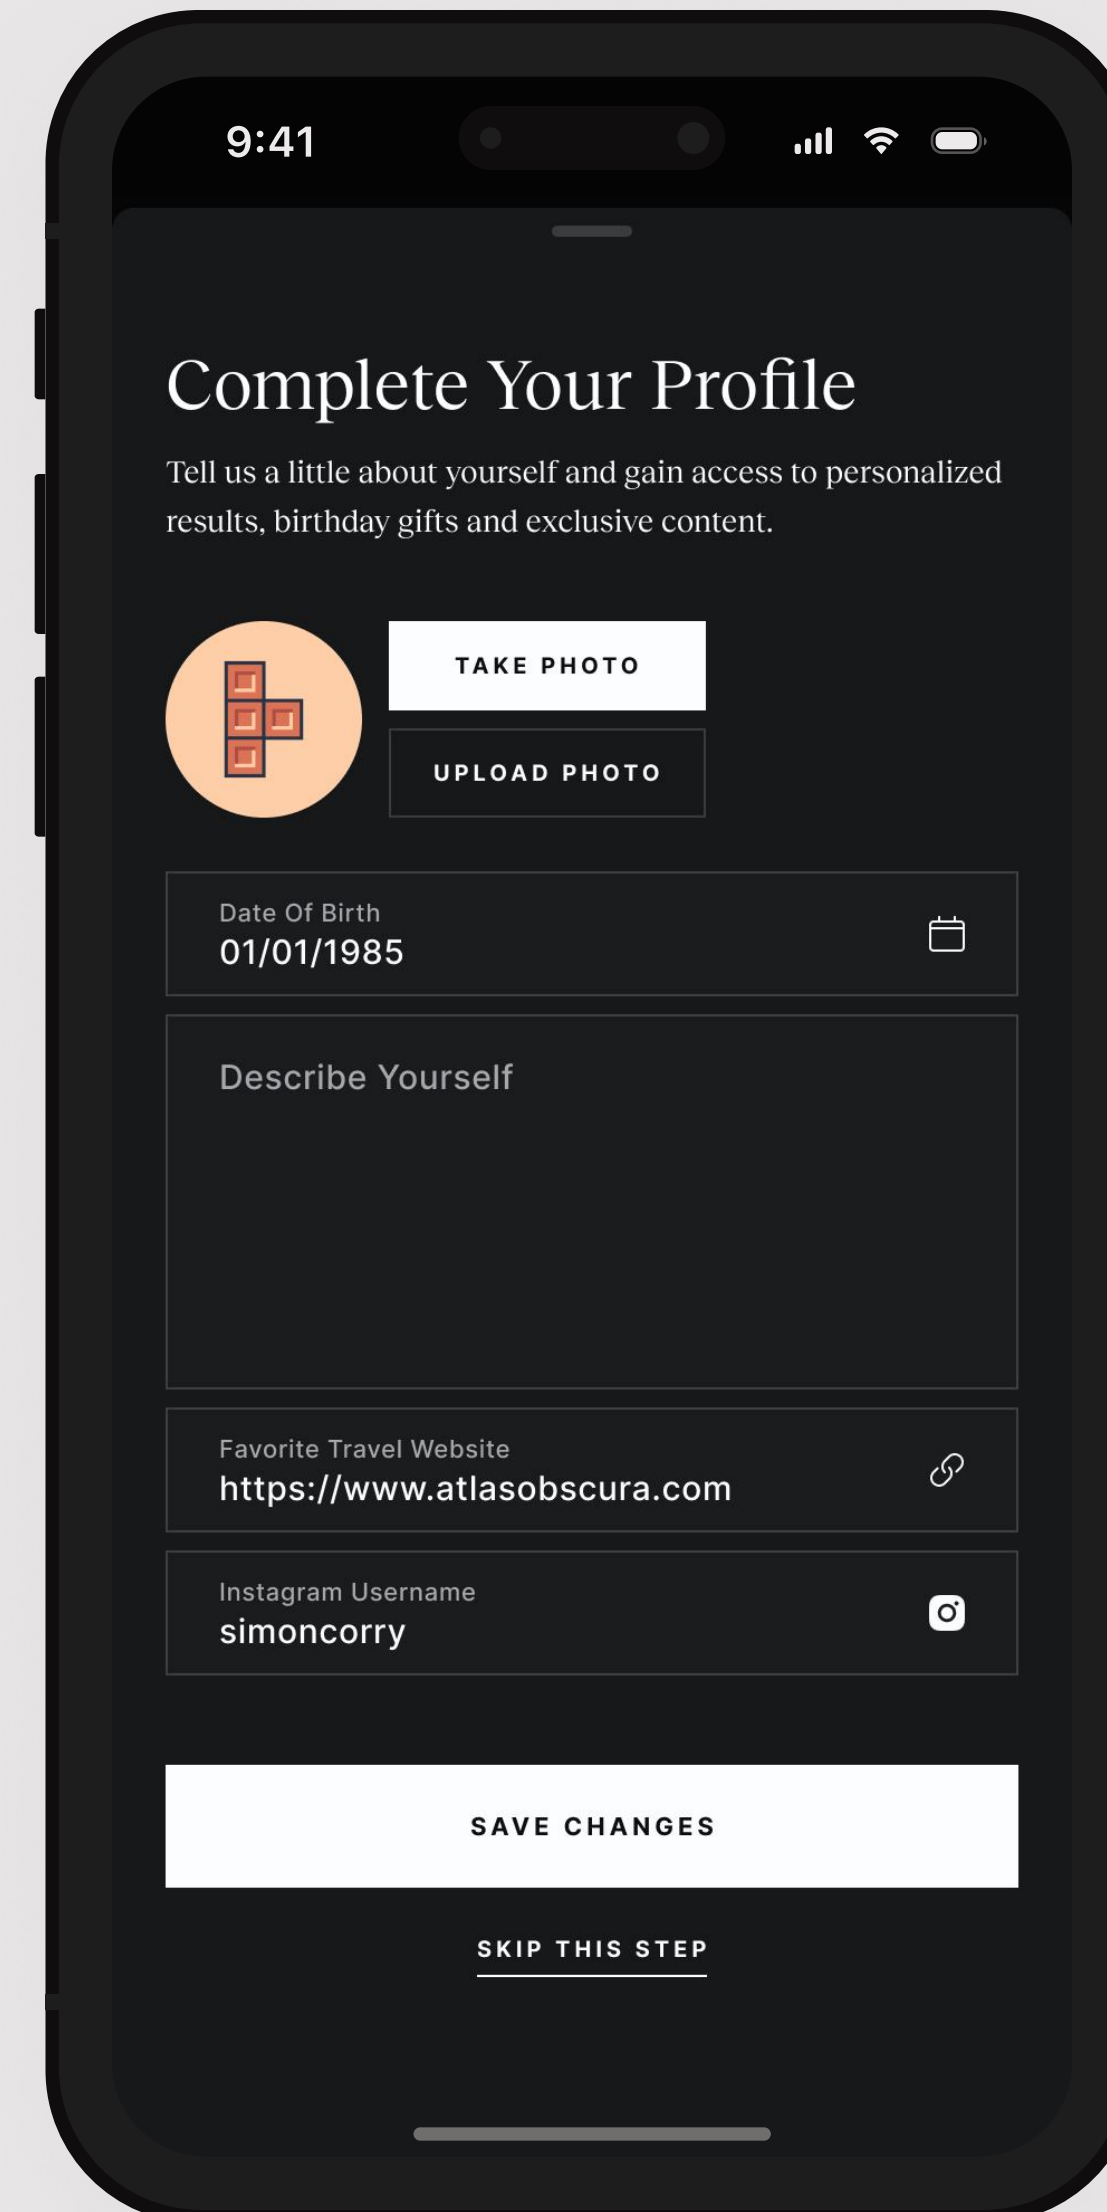 9:41
Complete Your Profile
Tell us a little about yourself and gain access to personalized
results, birthday gifts and exclusive content.
TAKE PHOTO
UPLOAD PHOTO
Date Of Birth
01/01/1985
Describe Yourself
Favorite Travel Website
https://www.atlasobscura.com
Instagram Username
simoncorry
SAVE CHANGES
SKIP THIS STEP